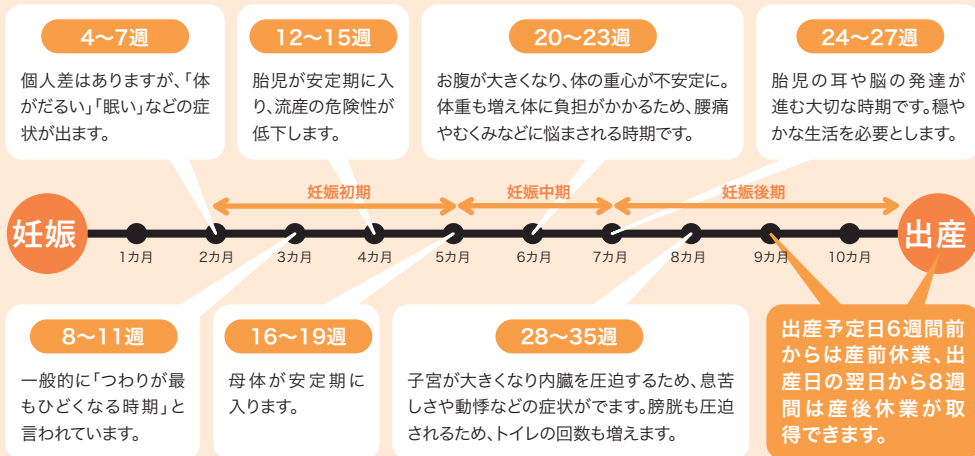 4〜7週
個人差はありますが、「体
がだるい」「眠い」などの症
状が出ます。
12〜15週
胎児が安定期に入
り、流産の危険性が
低下します。
20〜23週
お腹が大きくなり、体の重心が不安定に。
体重も増え体に負担がかかるため、腰痛
やむくみなどに悩まされる時期です。
24〜27週
胎児の耳や脳の発達が
進む大切な時期です。穏や
かな生活を必要とします。
妊娠初期
妊娠中期
妊娠後期
妊娠
出産
1カ月
2カ月
3カ月
4カ月
5カ月
6カ月
7カ月
8カ月
9カ月
10カ月
8〜11週
一般的に「つわりが最
もひどくなる時期」と
言われています。
16〜19週
母体が安定期に
入ります。
28〜35週
子宮が大きくなり内臓を圧迫するため、息苦
しさや動悸などの症状がでます。膀胱も圧迫
されるため、トイレの回数も増えます。
出産予定日6週間前
からは産前休業、出
産日の翌日から8週
間は産後休業が取
得できます。